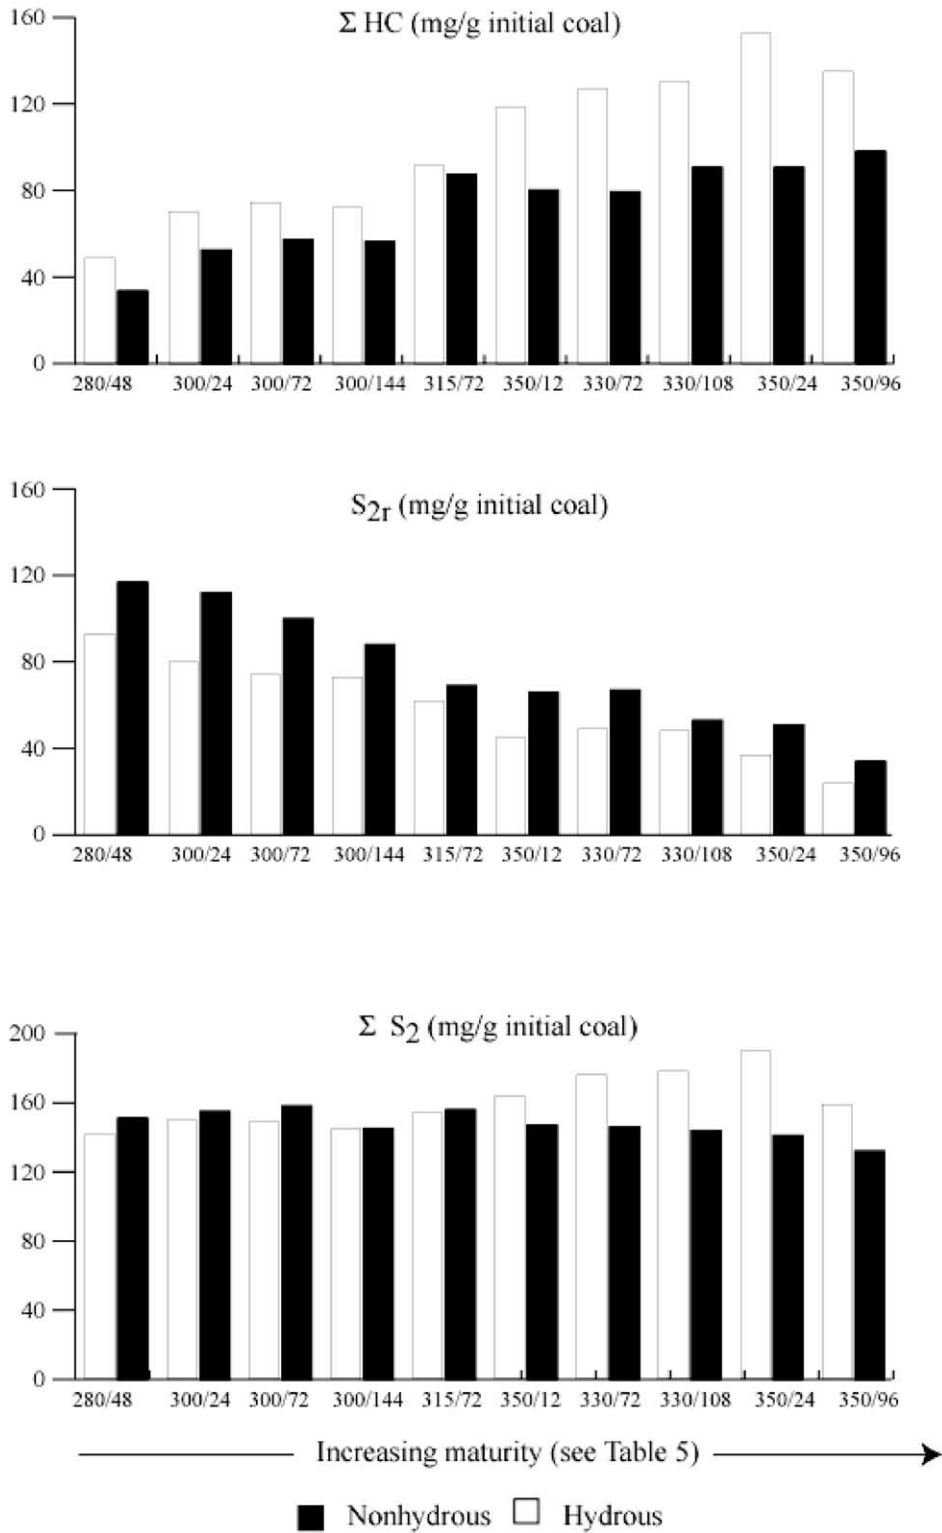 Σ HC (mg/g initial coal)
160
120
80
40
0
280/48 300/24 300/72 300/144 315/72 350/12 330/72 330/108 350/24 350/96
S2r (mg/g initial coal)
160
120
80
40
0
280/48 300/24 300/72 300/144 315/72 350/12 330/72 330/108 350/24 350/96
Σ S2 (mg/g initial coal)
200
160
120
80
40
0
280/48 300/24 300/72 300/144 315/72 350/12 330/72 330/108 350/24 350/96
Increasing maturity (see Table 5)
Nonhydrous Hydrous